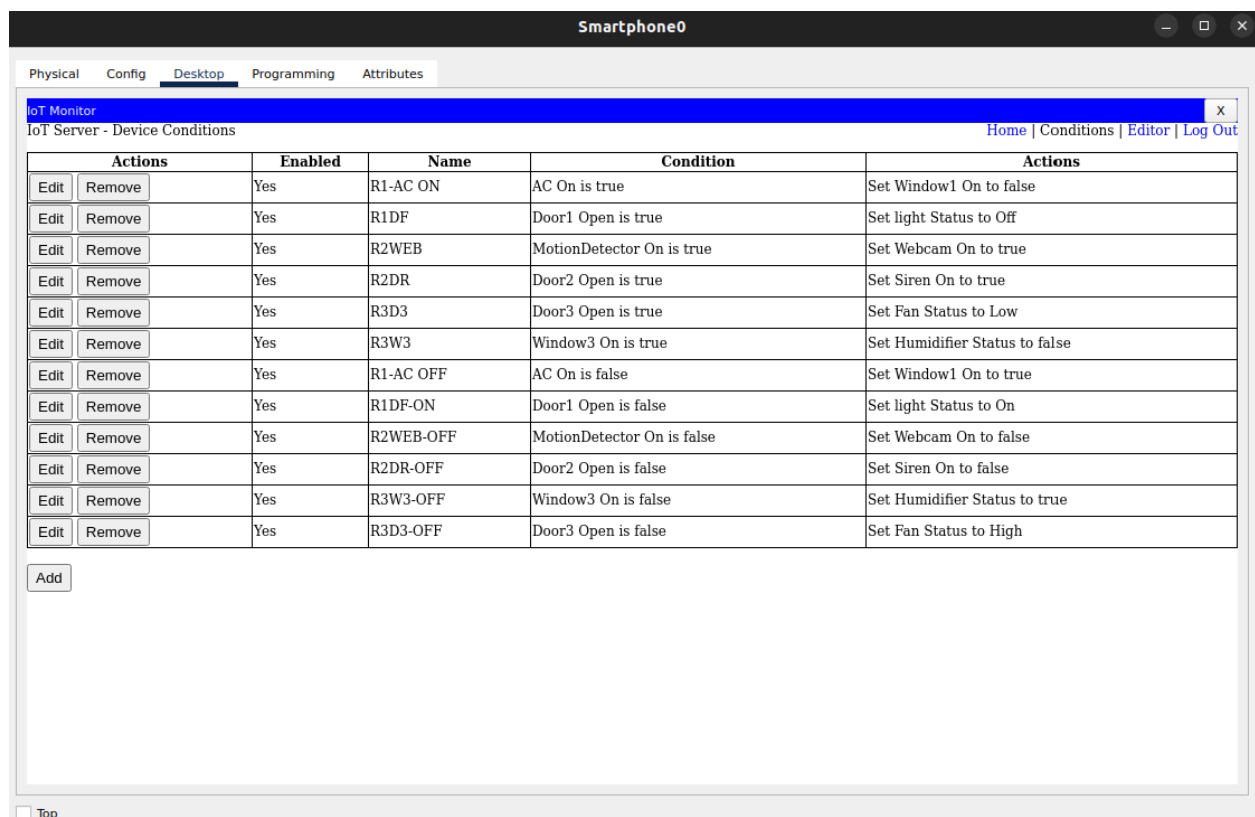 Smartphone0
Physical Config Desktop Programming Attributes
IoT Monitor X
IoT Server - Device Conditions Home | Conditions | Editor | Log Out
Actions Enabled Name Condition Actions
Edit Remove Yes R1-AC ON AC On is true Set Window1 On to false
Edit Remove Yes R1DF Door1 Open is true Set light Status to Off
Edit Remove Yes R2WEB MotionDetector On is true Set Webcam On to true
Edit Remove Yes R2DR Door2 Open is true Set Siren On to true
Edit Remove Yes R3D3 Door3 Open is true Set Fan Status to Low
Edit Remove Yes R3W3 Window3 On is true Set Humidifier Status to false
Edit Remove Yes R1-AC OFF AC On is false Set Window1 On to true
Edit Remove Yes R1DF-ON Door1 Open is false Set light Status to On
Edit Remove Yes R2WEB-OFF MotionDetector On is false Set Webcam On to false
Edit Remove Yes R2DR-OFF Door2 Open is false Set Siren On to false
Edit Remove Yes R3W3-OFF Window3 On is false Set Humidifier Status to true
Edit Remove Yes R3D3-OFF Door3 Open is false Set Fan Status to High
Add
Top